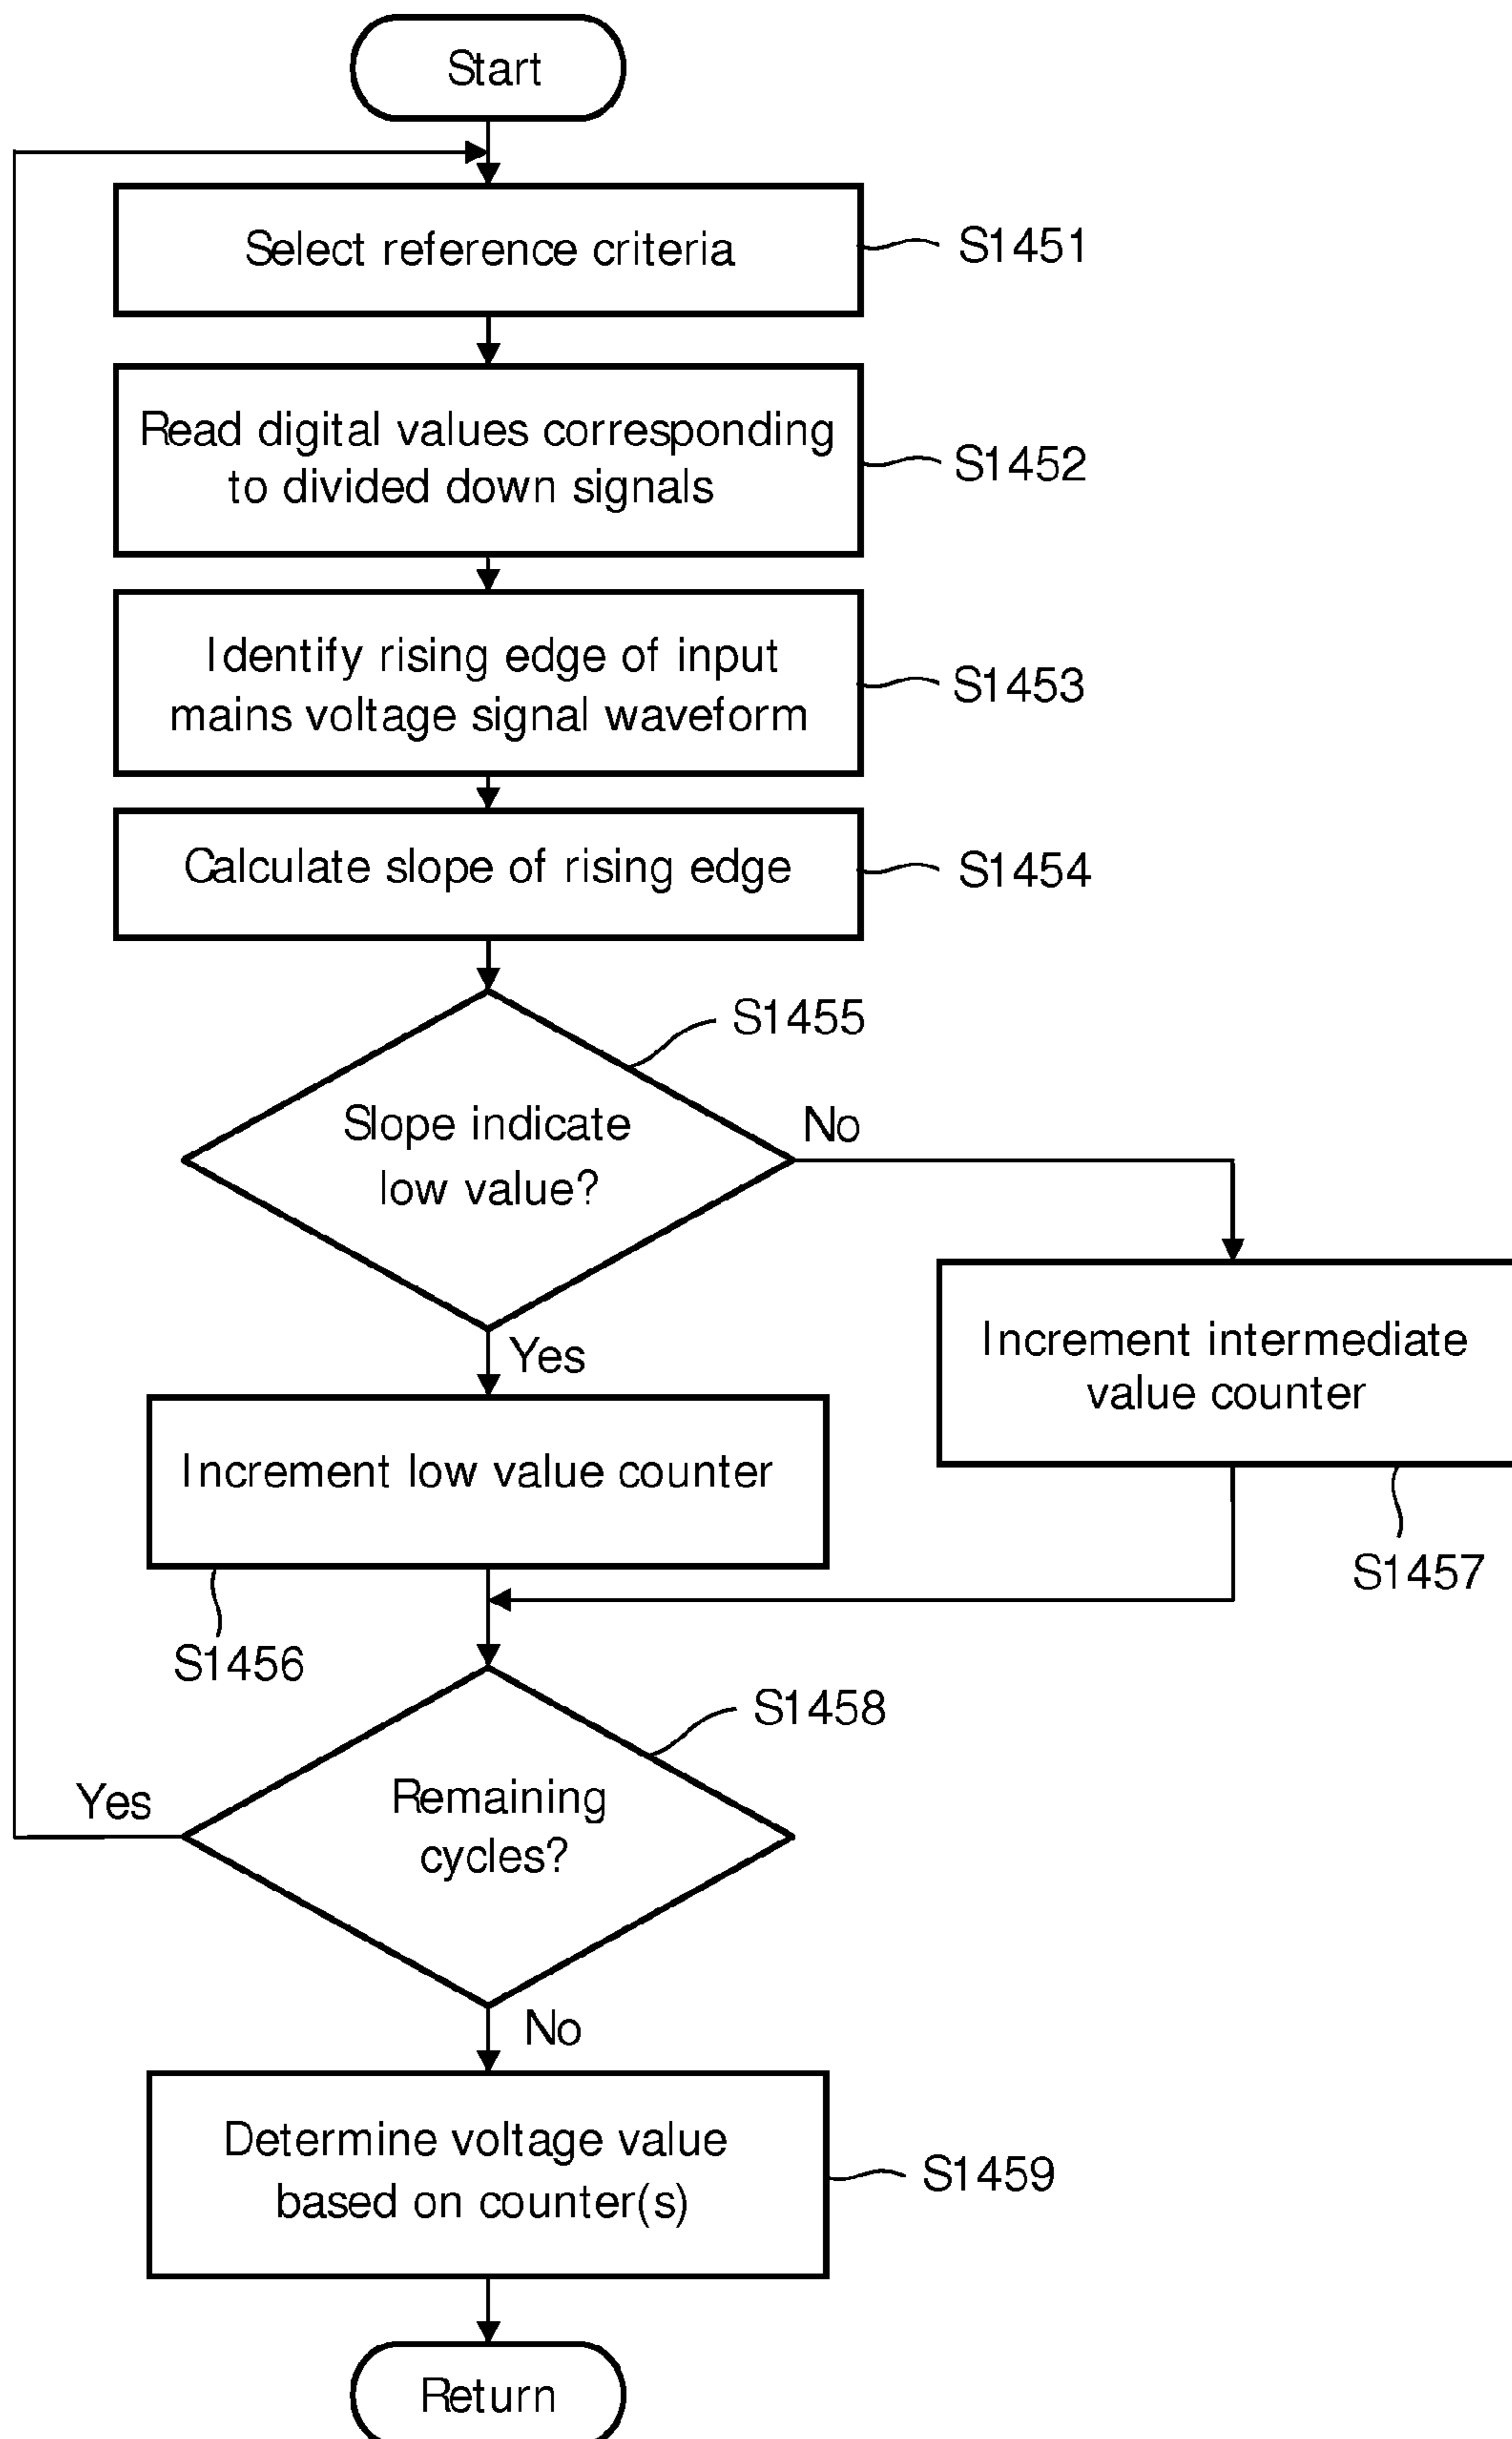 Start
Select reference criteria
S1451
Read digital values corresponding
to divided down signals
S1452
Identify rising edge of input
mains voltage signal waveform
S1453
Calculate slope of rising edge
S1454
S1455
Slope indicate
low value?
No
Yes
Increment intermediate
value counter
S1457
Increment low value counter
S1456
S1458
Remaining
cycles?
Yes
No
Determine voltage value
based on counter(s)
S1459
Return